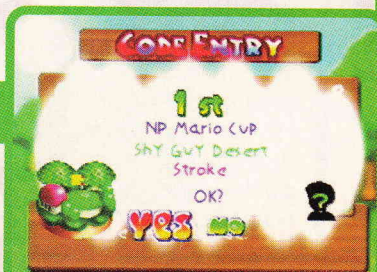 CODE ENTRY
1st
NP Mario CuP
ShY GuY Desert
Stroke
OK?
YES no
?